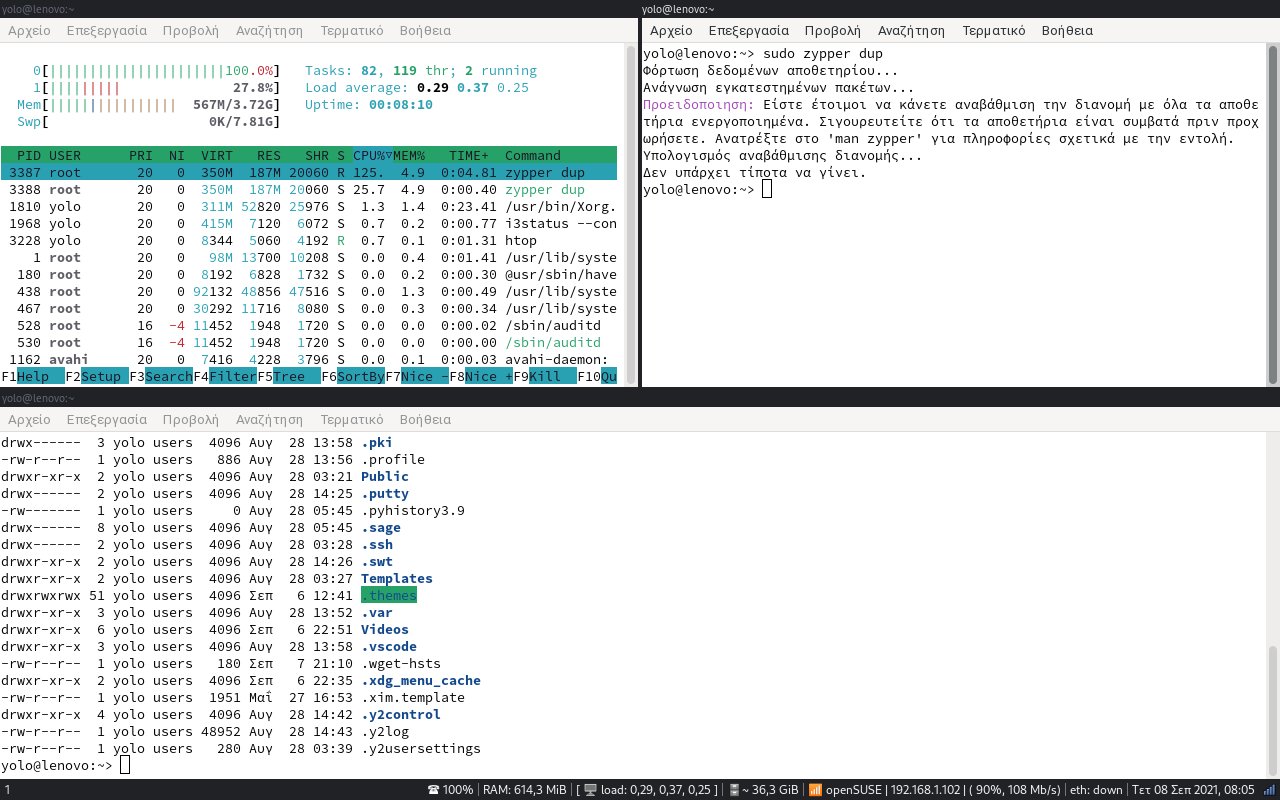 yolo@lenovo:~
Αρχείο Επεξεργασία Προβολή Αναζήτηση Τερματικό Βοήθεια
0[||||||||||||||||||||||100.0%] Tasks: 82, 119 thr; 2 running
1[||||||||| 27.8%] Load average: 0.29 0.37 0.25
Mem[|||||||||||||||| 567M/3.72G] Uptime: 00:08:10
Swp[ 0K/7.81G]
PID USER PRI NI VIRT RES SHR S CPU%▽MEM% TIME+ Command
3387 root 20 0 350M 187M 20060 R 125. 4.9 0:04.81 zypper dup
3388 root 20 0 350M 187M 20060 S 25.7 4.9 0:00.40 zypper dup
1810 yolo 20 0 311M 52820 25976 S 1.3 1.4 0:23.41 /usr/bin/Xorg.
1968 yolo 20 0 415M 7120 6072 S 0.7 0.2 0:00.77 i3status --con
3228 yolo 20 0 8344 5060 4192 R 0.7 0.1 0:01.31 htop
1 root 20 0 98M 13700 10208 S 0.0 0.4 0:01.41 /usr/lib/syste
180 root 20 0 8192 6828 1732 S 0.0 0.2 0:00.30 @usr/sbin/have
438 root 20 0 92132 48856 47516 S 0.0 1.3 0:00.49 /usr/lib/syste
467 root 20 0 30292 11716 8080 S 0.0 0.3 0:00.34 /usr/lib/syste
528 root 16 -4 11452 1948 1720 S 0.0 0.0 0:00.02 /sbin/auditd
530 root 16 -4 11452 1948 1720 S 0.0 0.0 0:00.00 /sbin/auditd
1162 avahi 20 0 7416 4228 3796 S 0.0 0.1 0:00.03 avahi-daemon:
F1Help F2Setup F3SearchF4FilterF5Tree F6SortByF7Nice -F8Nice +F9Kill F10Qu
yolo@lenovo:~
Αρχείο Επεξεργασία Προβολή Αναζήτηση Τερματικό Βοήθεια
yolo@lenovo:~> sudo zypper dup
Φόρτωση δεδομένων αποθετηρίου...
Ανάγνωση εγκατεστημένων πακέτων...
Προειδοποίηση: Είστε έτοιμοι να κάνετε αναβάθμιση την διανομή με όλα τα αποθε
τήρια ενεργοποιημένα. Σιγουρευτείτε ότι τα αποθετήρια είναι συμβατά πριν προχ
ωρήσετε. Ανατρέξτε στο 'man zypper' για πληροφορίες σχετικά με την εντολή.
Υπολογισμός αναβάθμισης διανομής...
Δεν υπάρχει τίποτα να γίνει.
yolo@lenovo:~>
yolo@lenovo:~
Αρχείο Επεξεργασία Προβολή Αναζήτηση Τερματικό Βοήθεια
drwx------ 3 yolo users 4096 Αυγ 28 13:58 .pki
-rw-r--r-- 1 yolo users 886 Αυγ 28 13:56 .profile
drwxr-xr-x 2 yolo users 4096 Αυγ 28 03:21 Public
drwx------ 2 yolo users 4096 Αυγ 28 14:25 .putty
-rw------- 1 yolo users 0 Αυγ 28 05:45 .pyhistory3.9
drwx------ 8 yolo users 4096 Αυγ 28 05:45 .sage
drwx------ 2 yolo users 4096 Αυγ 28 03:28 .ssh
drwxr-xr-x 2 yolo users 4096 Αυγ 28 14:26 .swt
drwxr-xr-x 2 yolo users 4096 Αυγ 28 03:27 Templates
drwxrwxrwx 51 yolo users 4096 Σεπ 6 12:41 .themes
drwxr-xr-x 3 yolo users 4096 Αυγ 28 13:52 .var
drwxr-xr-x 6 yolo users 4096 Σεπ 6 22:51 Videos
drwxr-xr-x 3 yolo users 4096 Αυγ 28 13:58 .vscode
-rw-r--r-- 1 yolo users 180 Σεπ 7 21:10 .wget-hsts
drwxr-xr-x 2 yolo users 4096 Σεπ 6 22:35 .xdg_menu_cache
-rw-r--r-- 1 yolo users 1951 Μαΐ 27 16:53 .xim.template
drwxr-xr-x 4 yolo users 4096 Αυγ 28 14:42 .y2control
-rw-r--r-- 1 yolo users 48952 Αυγ 28 14:43 .y2log
-rw-r--r-- 1 yolo users 280 Αυγ 28 03:39 .y2usersettings
yolo@lenovo:~>
1 ☎ 100% | RAM: 614,3 MiB | [ 🖥 load: 0,29, 0,37, 0,25 ] | 🗄 ~ 36,3 GiB | 📶 openSUSE | 192.168.1.102 | ( 90%, 108 Mb/s) | eth: down | Τετ 08 Σεπ 2021, 08:05